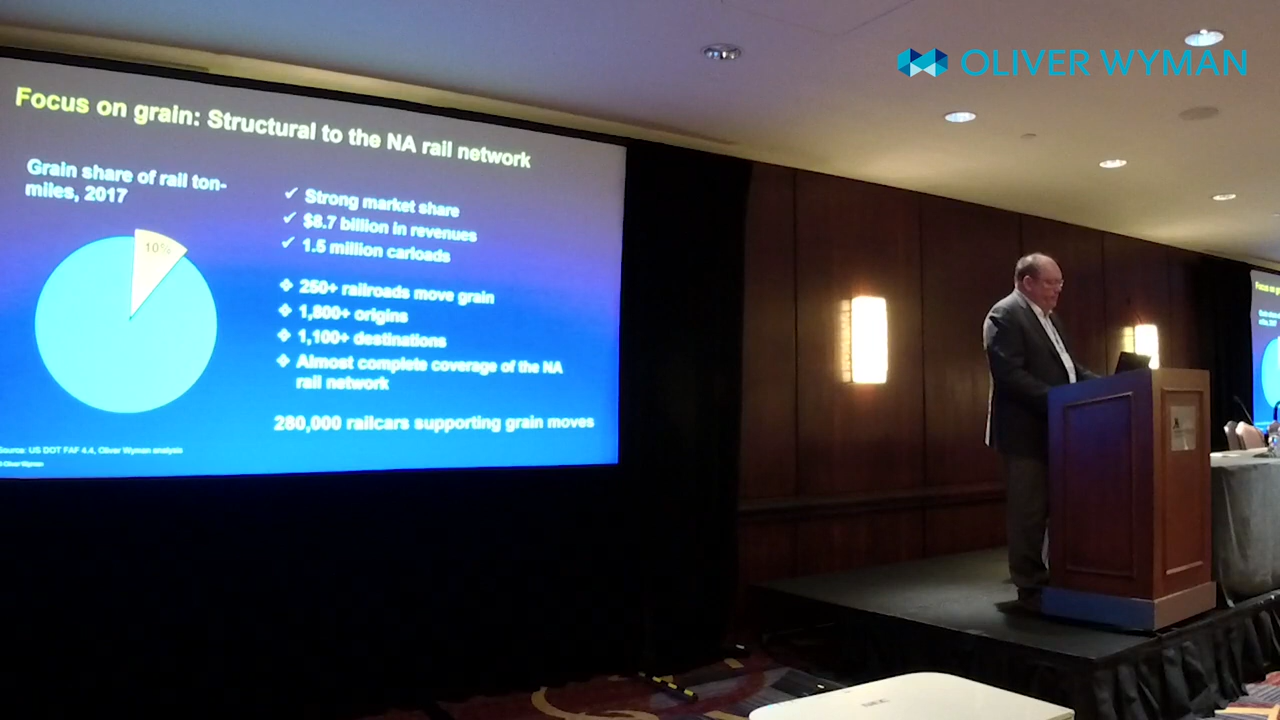 OLIVER WYMAN
Focus on grain: Structural to the NA rail network
Grain share of rail ton-
miles, 2017
10%
✓ Strong market share
✓ $8.7 billion in revenues
✓ 1.5 million carloads
❖ 250+ railroads move grain
❖ 1,800+ origins
❖ 1,100+ destinations
❖ Almost complete coverage of the NA
rail network
280,000 railcars supporting grain moves
Source: US DOT FAF 4.4, Oliver Wyman analysis
© Oliver Wyman